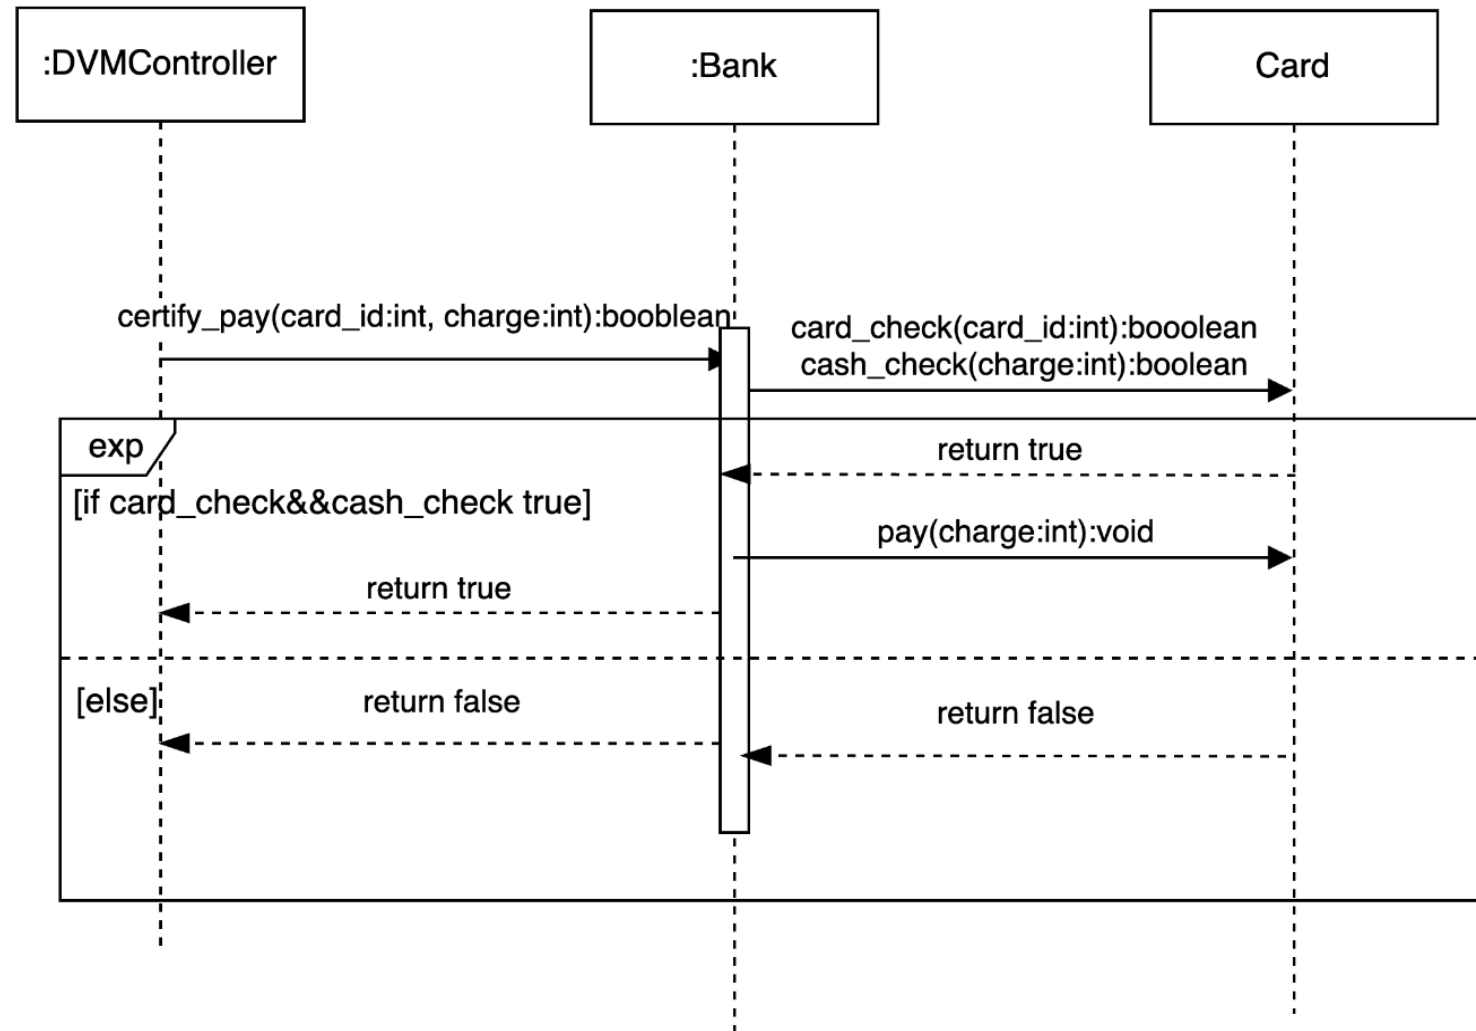 :DVMController
:Bank
Card
certify_pay(card_id:int, charge:int):booblean
card_check(card_id:int):booolean
cash_check(charge:int):boolean
exp
return true
[if card_check&&cash_check true]
pay(charge:int):void
return true
[else]
return false
return false